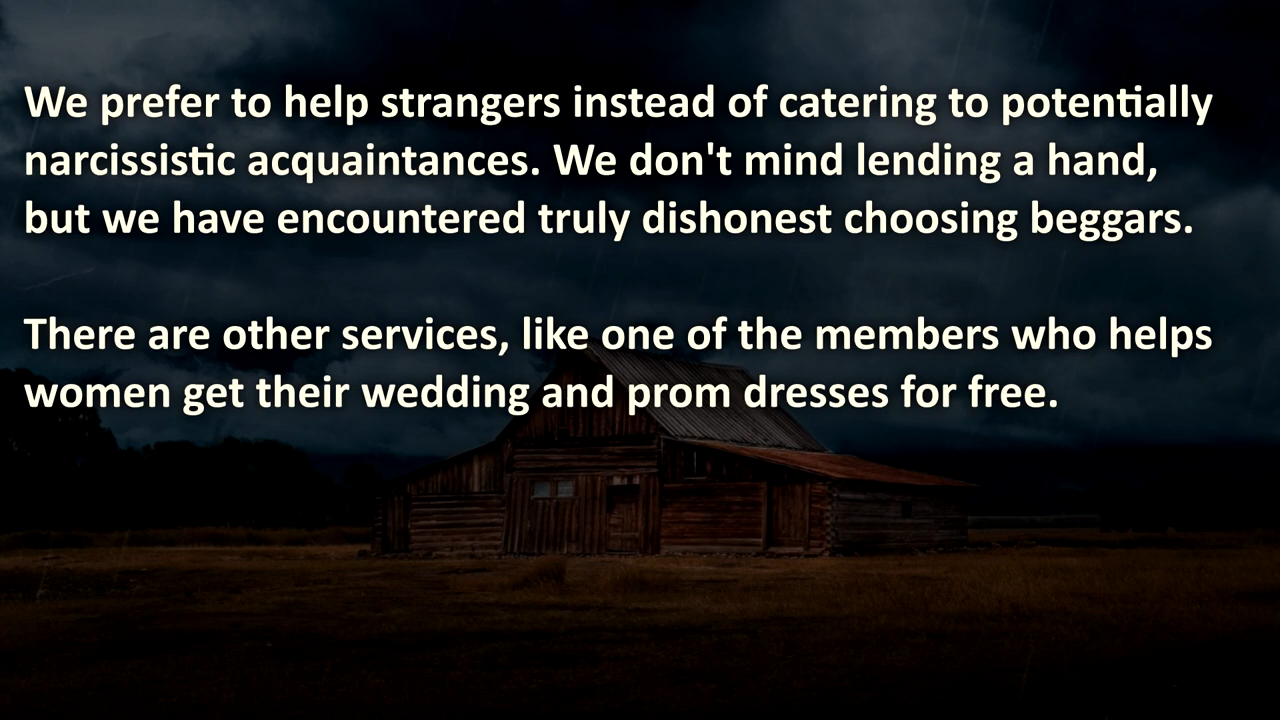 We prefer to help strangers instead of catering to potentially
narcissistic acquaintances. We don't mind lending a hand,
but we have encountered truly dishonest choosing beggars.
There are other services, like one of the members who helps
women get their wedding and prom dresses for free.